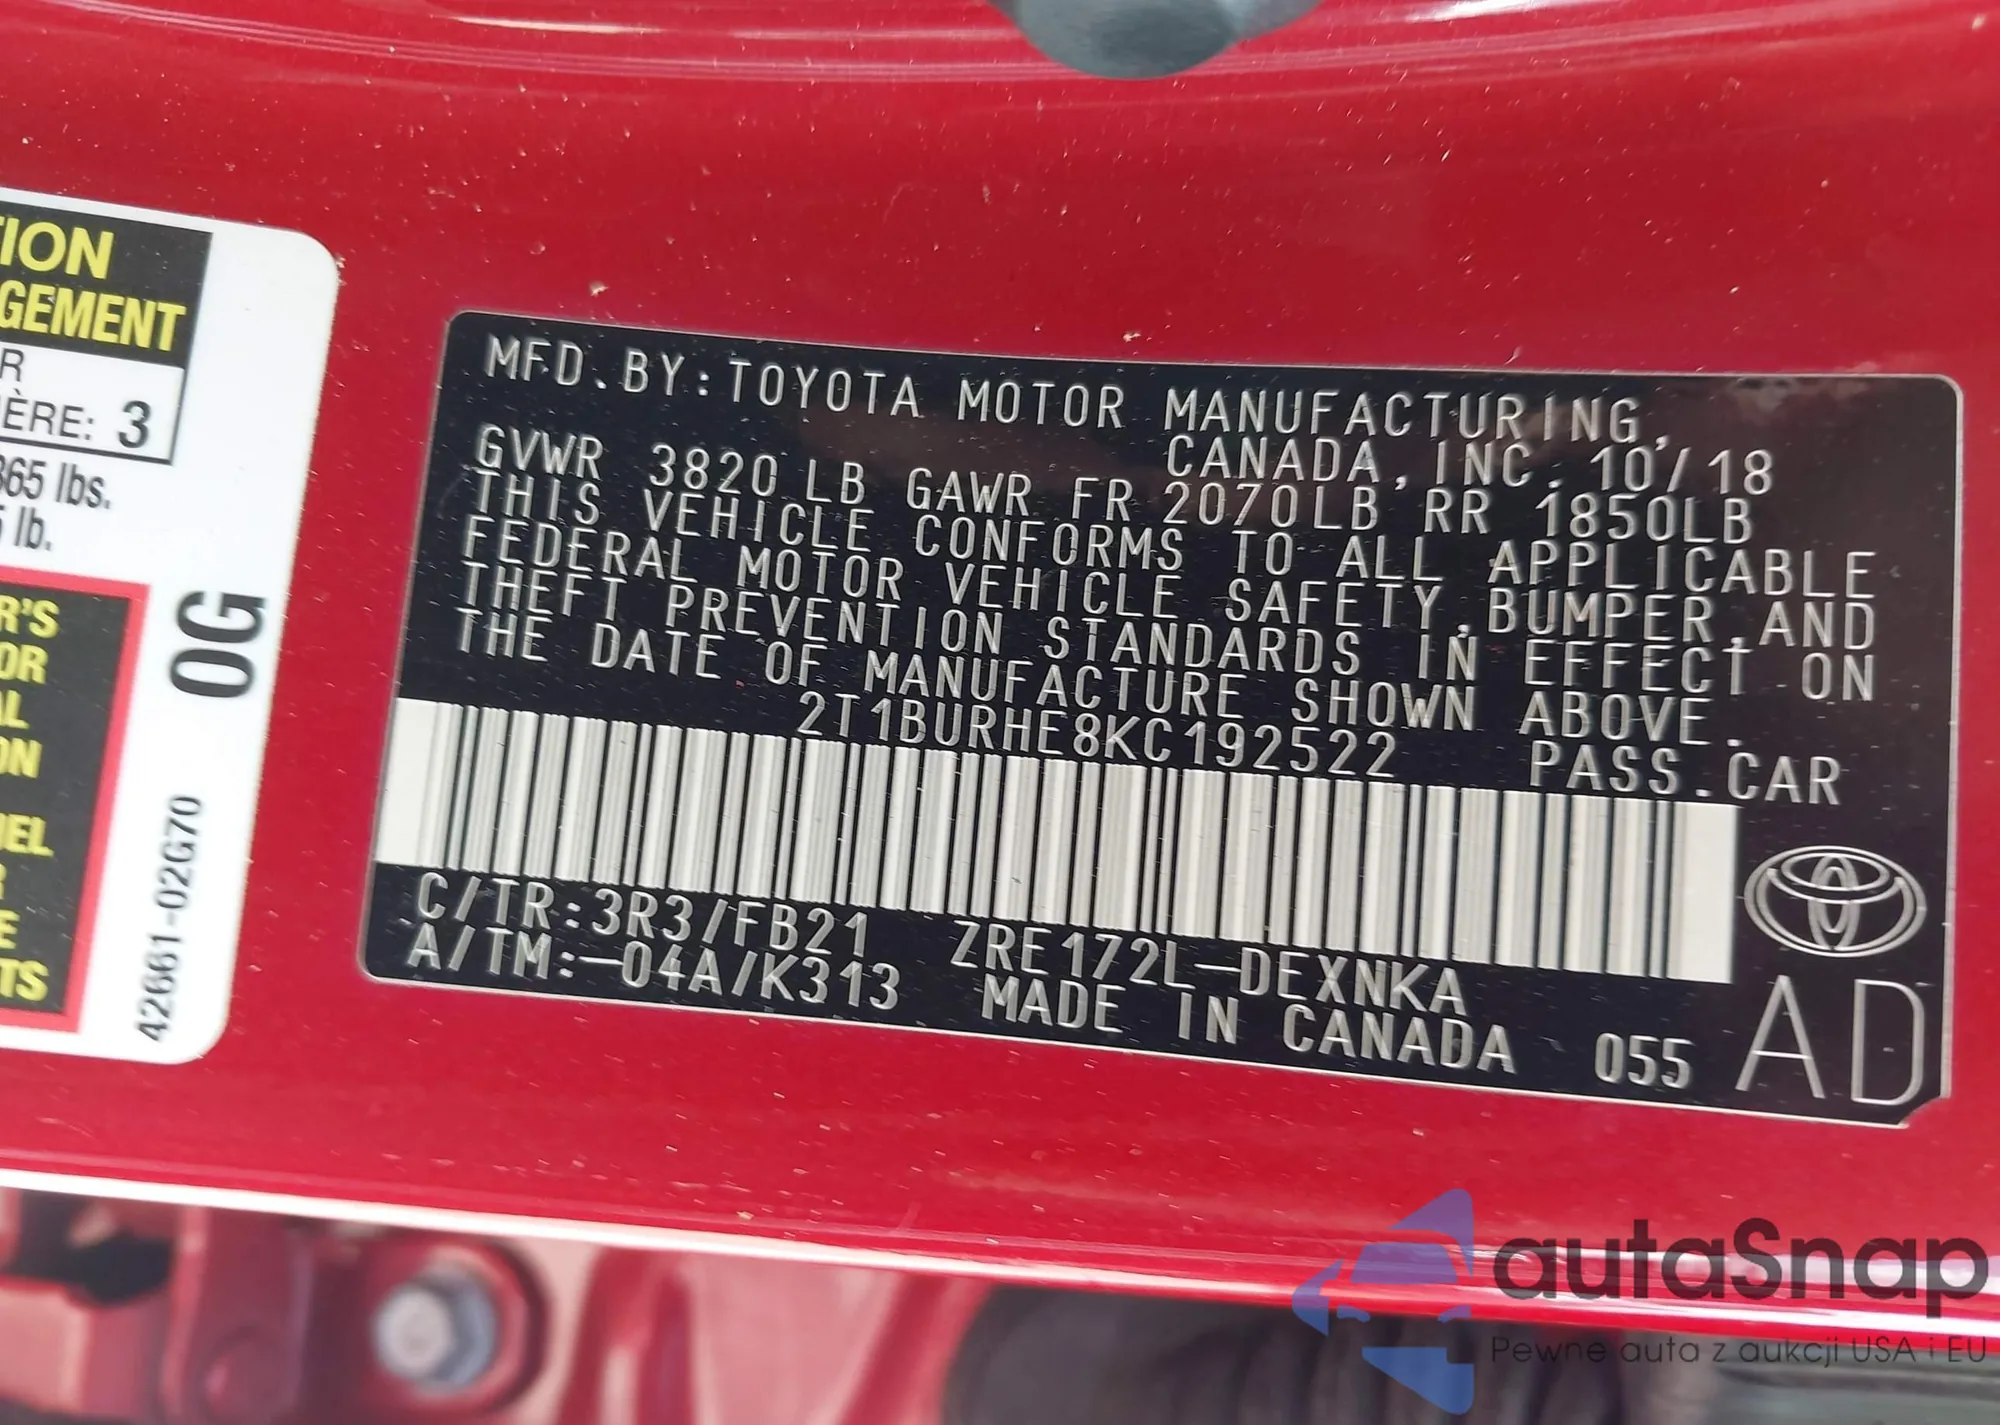 TION
GEMENT
R
IÈRE: 3
865 lbs.
5 lb.
R'S
OR
AL
ON
UEL
R
E
TS
0G
42661-02G70
MFD.BY:TOYOTA MOTOR MANUFACTURING,
CANADA, INC. 10/18
GVWR 3820 LB GAWR FR 2070LB RR 1850LB
THIS VEHICLE CONFORMS TO ALL APPLICABLE
FEDERAL MOTOR VEHICLE SAFETY,BUMPER,AND
THEFT PREVENTION STANDARDS IN EFFECT ON
THE DATE OF MANUFACTURE SHOWN ABOVE.
2T1BURHE8KC192522 PASS.CAR
C/TR:3R3/FB21 ZRE172L-DEXNKA
A/TM:-04A/K313 MADE IN CANADA 055 AD
autaSnap
Pewne auta z aukcji USA i EU